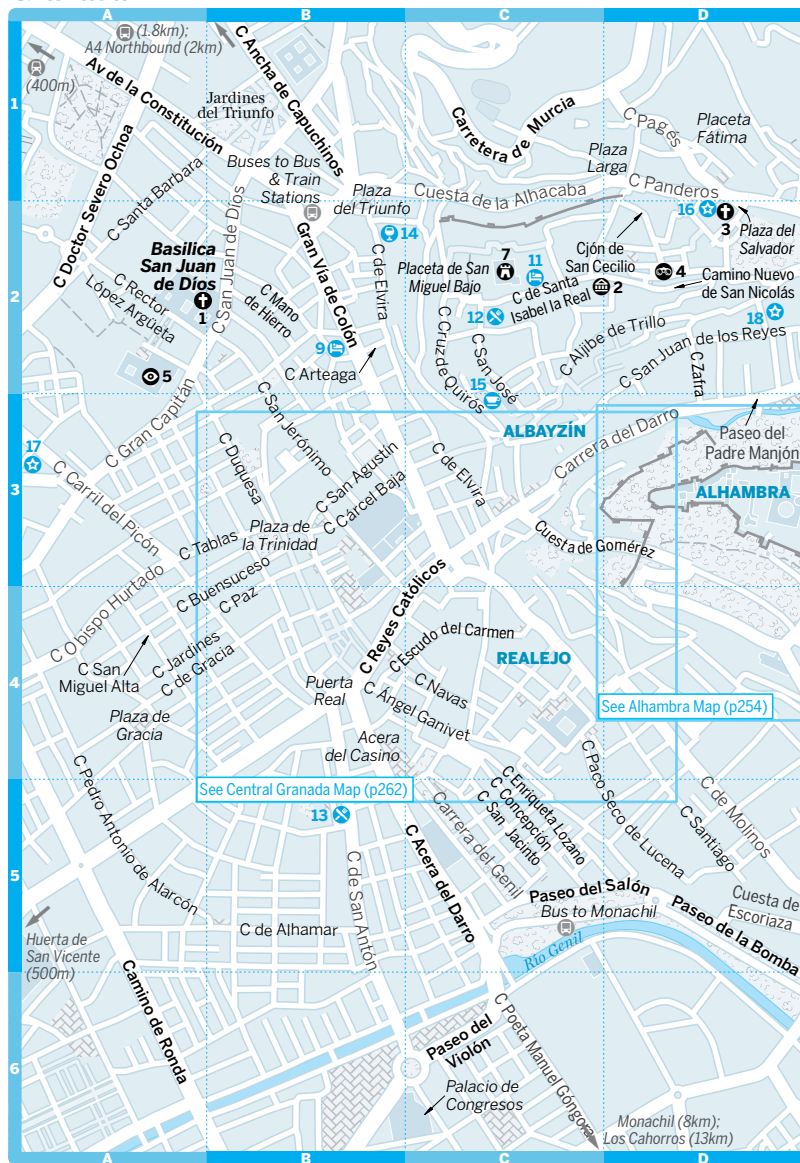 A
B
C
D
(1.8km);
A4 Northbound (2km)
(400m)
Av de la Constitución
C Ancha de Capuchinos
Jardines
del Triunfo
Carretera de Murcia
C Pagés
Placeta
Fátima
Plaza
Larga
1
C Doctor Severo Ochoa
C Santa Barbara
C San Juan de Dios
Buses to Bus
& Train
Stations
Plaza
del Triunfo
Cuesta de la Alhacaba
C Panderos
16
3
Plaza del
Salvador
14
Basilica
San Juan
de Dios
1
Gran Vía de Colón
C de Elvira
7
Placeta de San
Miguel Bajo
11
C de Santa
Isabel la Real
2
Cjón de
San Cecilio
4
Camino Nuevo
de San Nicolás
2
C Rector
López Argüeta
C Mano
de Hierro
12
18
9
C Arteaga
C Cruz de Quirós
C San José
C Aljibe de Trillo
C San Juan de los Reyes
C Zafra
5
15
C Gran Capitán
C San Jerónimo
ALBAYZÍN
Carrera del Darro
Paseo del
Padre Manjón
17
C Duquesa
C San Agustín
C Cárcel Baja
C de Elvira
ALHAMBRA
3
C Carril del Picón
Plaza de
la Trinidad
C Tablas
Cuesta de Gomérez
C Obispo Hurtado
C Buensuceso
C Paz
C Reyes Católicos
C Escudo del Carmen
REALEJO
4
C San
Miguel Alta
C Jardines
C de Gracia
Puerta
Real
C Navas
C Ángel Ganivet
See Alhambra Map (p254)
Plaza de
Gracia
Acera
del Casino
C Pedro Antonio de Alarcón
See Central Granada Map (p262)
C Enriqueta Lozano
C Concepción
C San Jacinto
C Paco Seco de Lucena
C de Molinos
13
Carrera del Genil
C Santiago
5
C de San Antón
C Acera del Darro
Paseo del Salón
Bus to Monachil
Cuesta de
Escoriaza
Paseo de la Bomba
C de Alhamar
Huerta de
San Vicente
(500m)
Río Genil
Camino de Ronda
Paseo del
Violón
C Poeta Manuel Góngora
6
Palacio de
Congresos
Monachil (8km);
Los Cahorros (13km)
A
B
C
D